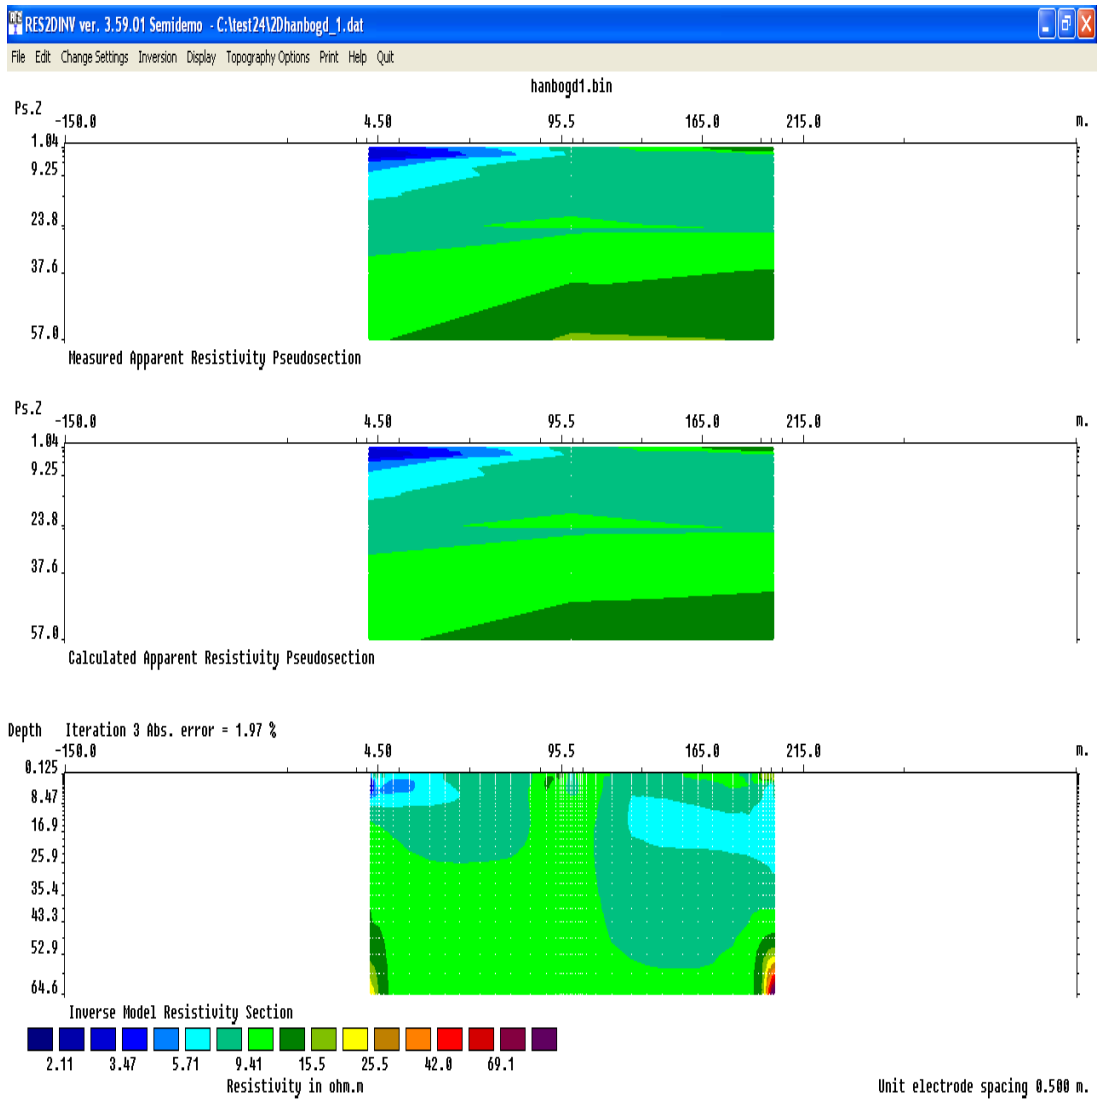 RES2DINV ver. 3.59.01 Semidemo - C:\test24\2Dhanbogd_1.dat
File Edit Change Settings Inversion Display Topography Options Print Help Quit
hanbogd1.bin
Ps.Z -150.0 4.50 95.5 165.0 215.0 m.
1.04
9.25
23.8
37.6
57.0
Measured Apparent Resistivity Pseudosection
Ps.Z -150.0 4.50 95.5 165.0 215.0 m.
1.04
9.25
23.8
37.6
57.0
Calculated Apparent Resistivity Pseudosection
Depth Iteration 3 Abs. error = 1.97 %
-150.0 4.50 95.5 165.0 215.0 m.
0.125
8.47
16.9
25.9
35.4
43.3
52.9
64.6
Inverse Model Resistivity Section
2.11 3.47 5.71 9.41 15.5 25.5 42.0 69.1
Resistivity in ohm.m Unit electrode spacing 0.500 m.